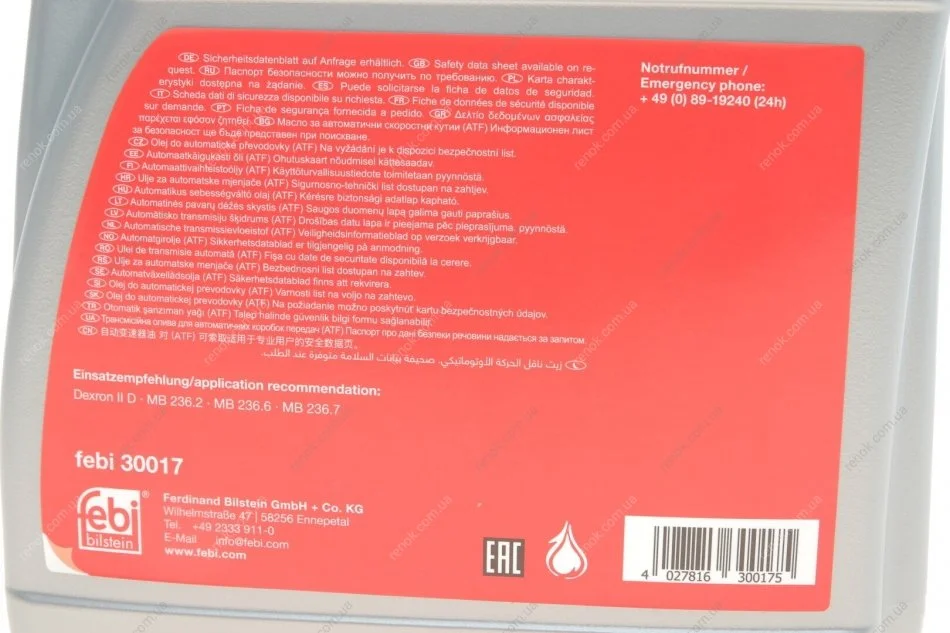 DE Sicherheitsdatenblatt auf Anfrage erhältlich. GB Safety data sheet available on re-
quest. RU Паспорт безопасности можно получить по требованию. PL Karta charakt-
erystyki dostępna na żądanie. ES Puede solicitarse la ficha de datos de seguridad.
IT Scheda dati di sicurezza disponibile su richiesta. FR Fiche de données de sécurité disponible
sur demande. PT Ficha de segurança fornecida a pedido. GR Δελτίο δεδομένων ασφαλείας
παρέχεται εφόσον ζητηθεί. BG Масло за автоматични скоростни кутии (ATF) Информационен лист
за безопасност ще бъде представен при поискване.
CZ Olej do automatické převodovky (ATF) Na vyžádání je k dispozici bezpečnostní list.
EE Automaatkäigukasti õli (ATF) Ohutuskaart nõudmisel kättesaadav.
FI Automaattivaihteistoöljy (ATF) Käyttöturvallisuustiedote toimitetaan pyynnöstä.
HR Ulje za automatske mjenjače (ATF) Sigurnosno-tehnički list dostupan na zahtjev.
HU Automatikus sebességváltó olaj (ATF) Kérésre biztonsági adatlap kapható.
LT Automatinės pavarų dėžės skystis (ATF) Saugos duomenų lapą galima gauti paprašius.
LV Automātisko transmisiju šķidrums (ATF) Drošības datu lapa ir pieejama pēc pieprasījuma. pyynnöstä.
NL Automatische transmissievloeistof (ATF) Veiligheidsinformatieblad op verzoek verkrijgbaar.
NO Automatgirolje (ATF) Sikkerhetsdatablad er tilgjengelig på anmodning.
RO Ulei de transmisie automată (ATF) Fişa cu date de securitate disponibilă la cerere.
RS Ulje za automatske menjače (ATF) Bezbednosni list dostupan na zahtev.
SE Automatväxellådsolja (ATF) Säkerhetsdatablad finns att rekvirera.
SI Olej do automatickej prevodovky (ATF) Varnosti list na voljo na zahtevo.
SK Olej do automatickej prevodovky (ATF) Na požiadanie možno poskytnúť kartu bezpečnostných údajov.
TR Otomatik şanzıman yağı (ATF) Talep halinde güvenlik bilgi formu sağlanabilir.
UA Трансмісійна олива для автоматичних коробок передач (ATF) Паспорт про дані безпеки речовини надається за запитом.
CN 自动变速器油 对 (ATF) 可索取适用于专业用户的安全数据页。
زيت ناقل الحركة الأوتوماتيكي. صحيفة بيانات السلامة متوفرة عند الطلب.
Notrufnummer /
Emergency phone:
+ 49 (0) 89-19240 (24h)
Einsatzempfehlung/application recommendation:
Dexron II D · MB 236.2 · MB 236.6 · MB 236.7
febi 30017
febi ®
bilstein
Ferdinand Bilstein GmbH + Co. KG
Wilhelmstraße 47 | 58256 Ennepetal
Tel. +49 2333 911-0
E-Mail info@febi.com
www.febi.com
EAC
4 027816 300175
renok.com.ua